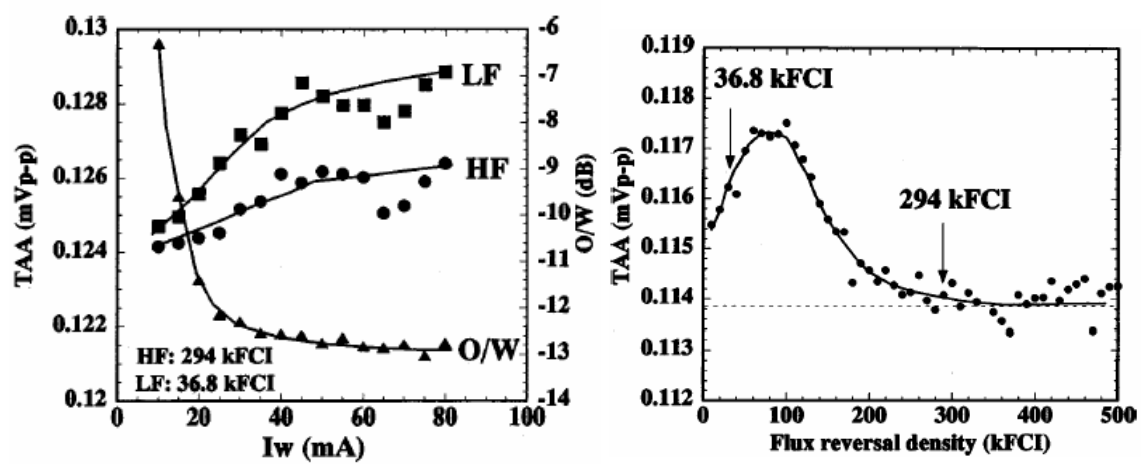 0.13
0.128
0.126
0.124
0.122
0.12
TAA (mVp-p)
-6
-7
-8
-9
-10
-11
-12
-13
-14
O/W (dB)
LF
HF
O/W
HF: 294 kFCI
LF: 36.8 kFCI
0 20 40 60 80 100
Iw (mA)
0.119
0.118
0.117
0.116
0.115
0.114
0.113
0.112
TAA (mVp-p)
36.8 kFCI
294 kFCI
0 100 200 300 400 500
Flux reversal density (kFCI)